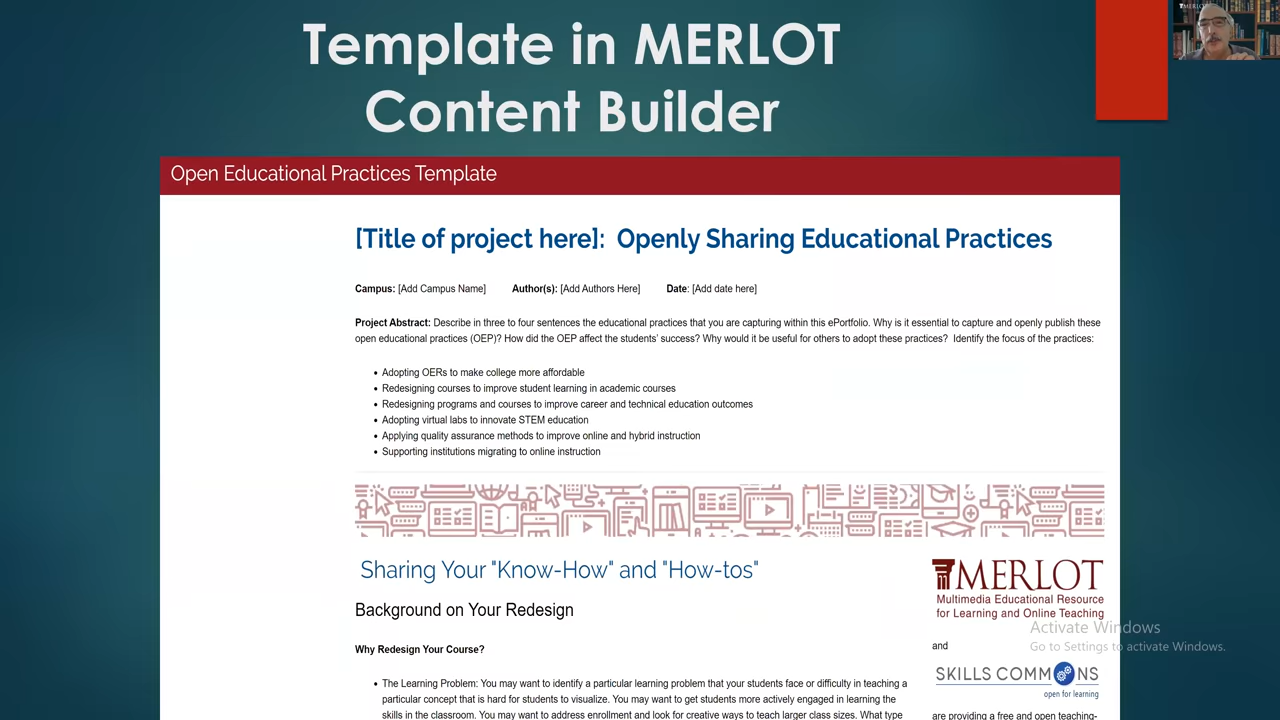 Template in MERLOT
Content Builder
MERLOT
Open Educational Practices Template
[Title of project here]:  Openly Sharing Educational Practices
Campus: [Add Campus Name] Author(s): [Add Authors Here] Date: [Add date here]
Project Abstract: Describe in three to four sentences the educational practices that you are capturing within this ePortfolio. Why is it essential to capture and openly publish these
open educational practices (OEP)? How did the OEP affect the students' success? Why would it be useful for others to adopt these practices?  Identify the focus of the practices:
• Adopting OERs to make college more affordable
• Redesigning courses to improve student learning in academic courses
• Redesigning programs and courses to improve career and technical education outcomes
• Adopting virtual labs to innovate STEM education
• Applying quality assurance methods to improve online and hybrid instruction
• Supporting institutions migrating to online instruction
Sharing Your "Know-How" and "How-tos"
Background on Your Redesign
Why Redesign Your Course?
• The Learning Problem: You may want to identify a particular learning problem that your students face or difficulty in teaching a
particular concept that is hard for students to visualize. You may want to get students more actively engaged in learning the
skills in the classroom. You may want to address enrollment and look for creative ways to teach larger class sizes. What type
MERLOT
Multimedia Educational Resource
for Learning and Online Teaching
and
SKILLS COMMONS
open for learning
are providing a free and open teaching-
Activate Windows
Go to Settings to activate Windows.